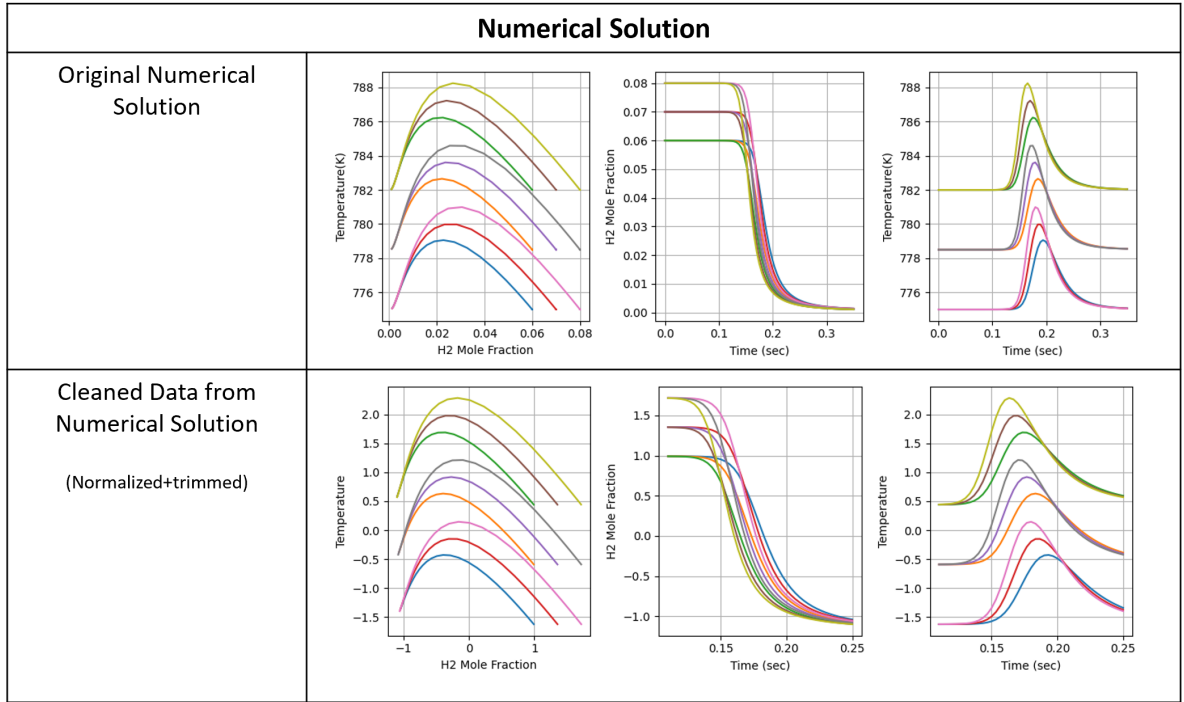 Numerical Solution
Original Numerical
Solution
788
786
784
782
780
778
776
Temperature(K)
0.00 0.02 0.04 0.06 0.08
H2 Mole Fraction
0.08
0.07
0.06
0.05
0.04
0.03
0.02
0.01
0.00
H2 Mole Fraction
0.0 0.1 0.2 0.3
Time (sec)
788
786
784
782
780
778
776
Temperature(K)
0.0 0.1 0.2 0.3
Time (sec)
Cleaned Data from
Numerical Solution
(Normalized+trimmed)
2.0
1.5
1.0
0.5
0.0
−0.5
−1.0
−1.5
Temperature
−1 0 1
H2 Mole Fraction
1.5
1.0
0.5
0.0
−0.5
−1.0
H2 Mole Fraction
0.15 0.20 0.25
Time (sec)
2.0
1.5
1.0
0.5
0.0
−0.5
−1.0
−1.5
Temperature
0.15 0.20 0.25
Time (sec)